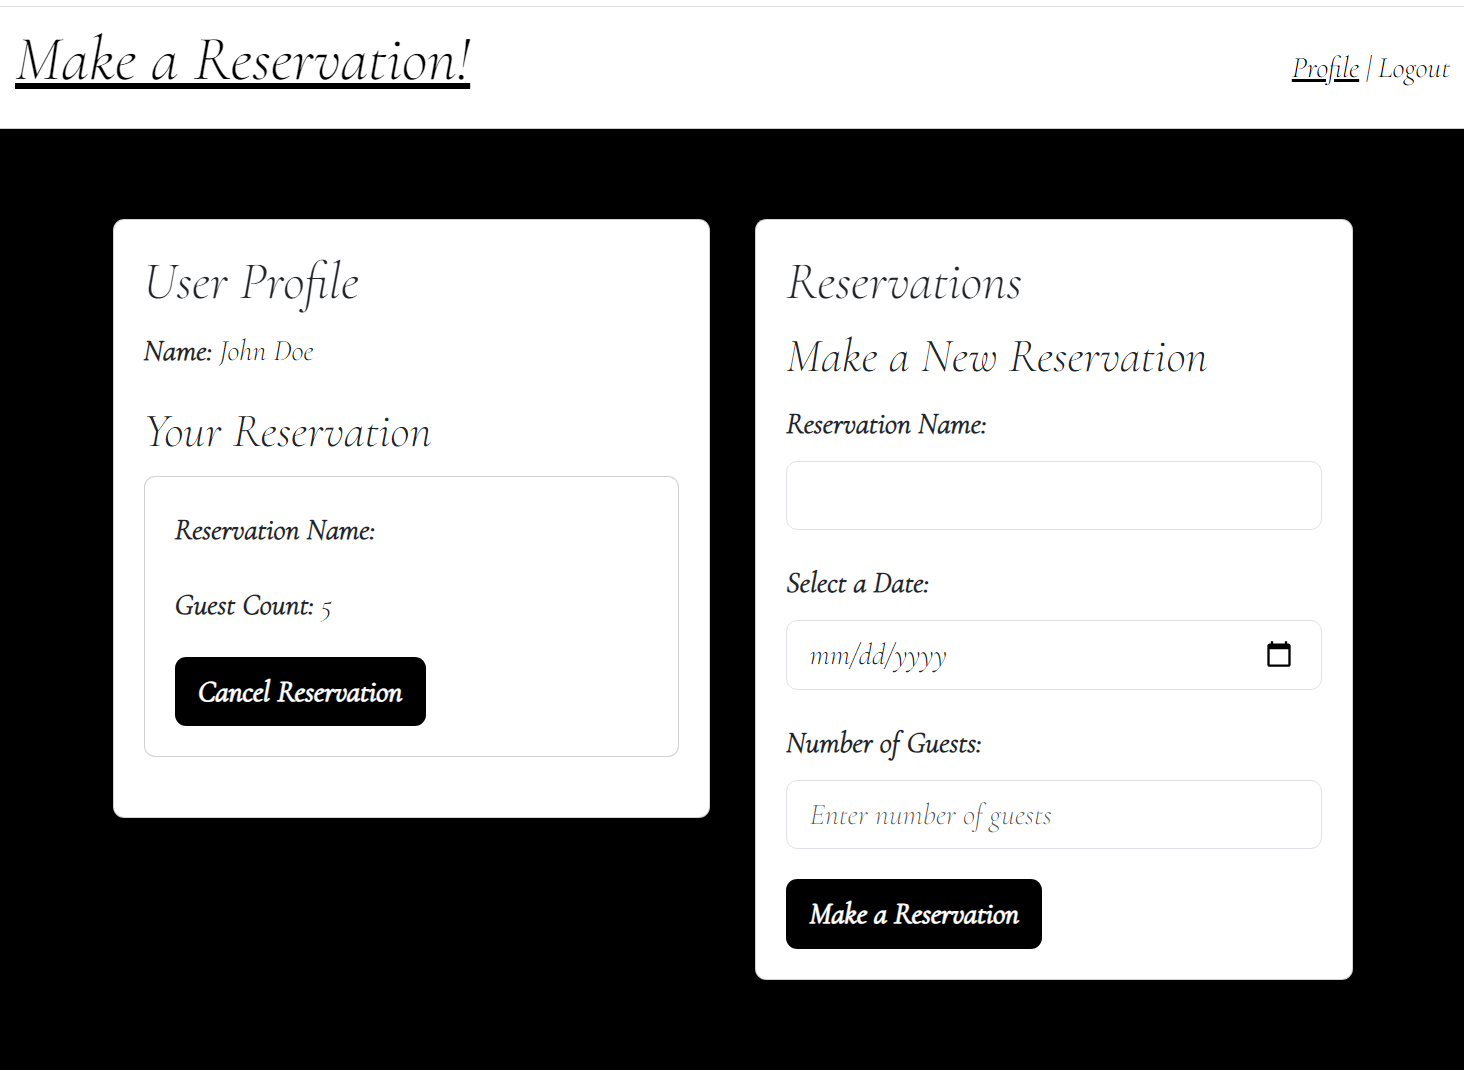 Make a Reservation!
Profile | Logout
User Profile
Name: John Doe
Your Reservation
Reservation Name:
Guest Count: 5
Cancel Reservation
Reservations
Make a New Reservation
Reservation Name:
Select a Date:
mm/dd/yyyy
Number of Guests:
Enter number of guests
Make a Reservation